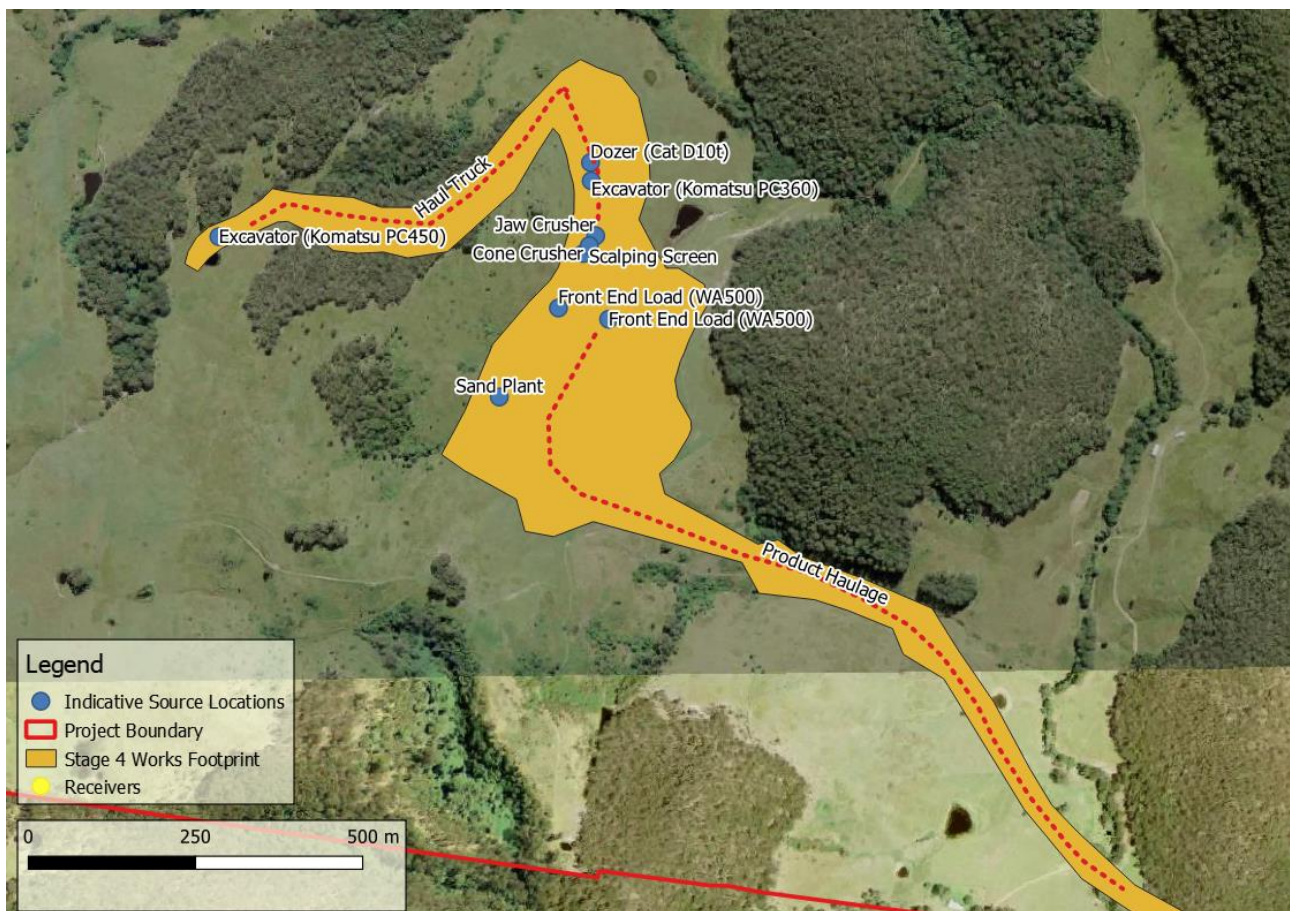 Dozer (Cat D10t)
Haul Truck
Excavator (Komatsu PC360)
Jaw Crusher
Excavator (Komatsu PC450)
Cone Crusher
Scalping Screen
Front End Load (WA500)
Front End Load (WA500)
Sand Plant
Product Haulage
Legend
Indicative Source Locations
Project Boundary
Stage 4 Works Footprint
Receivers
0 250 500 m